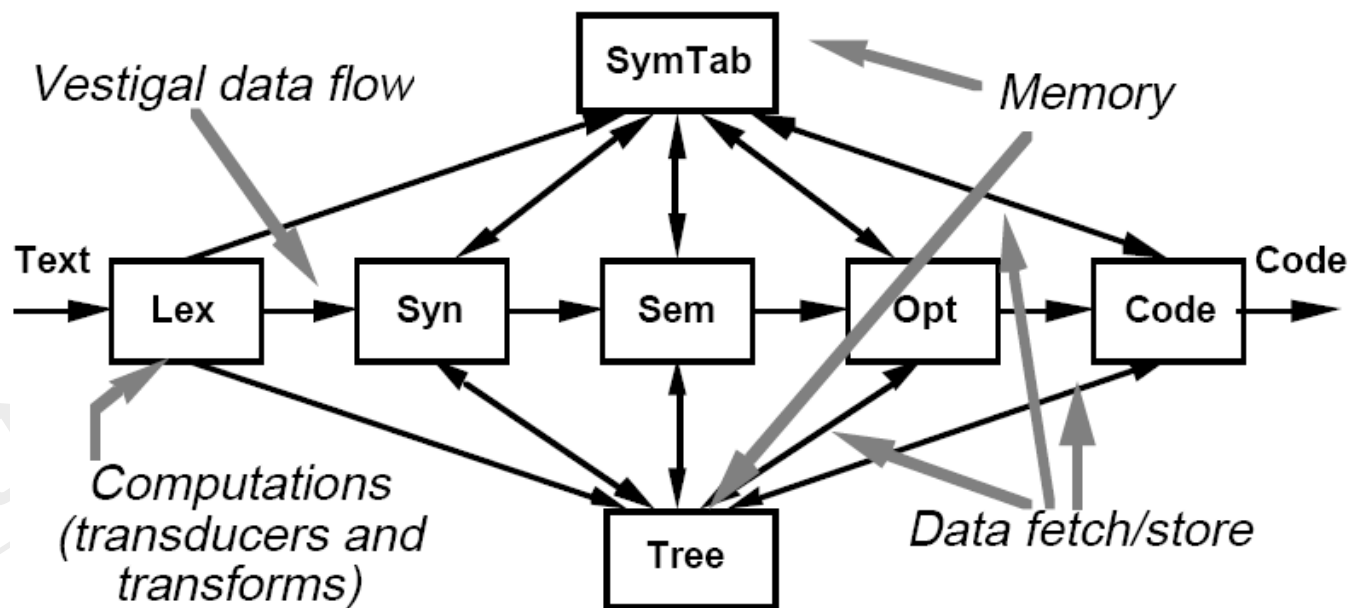 SymTab
Vestigal data flow
Memory
Text
Code
Lex
Syn
Sem
Opt
Code
Computations
(transducers and
transforms)
Data fetch/store
Tree